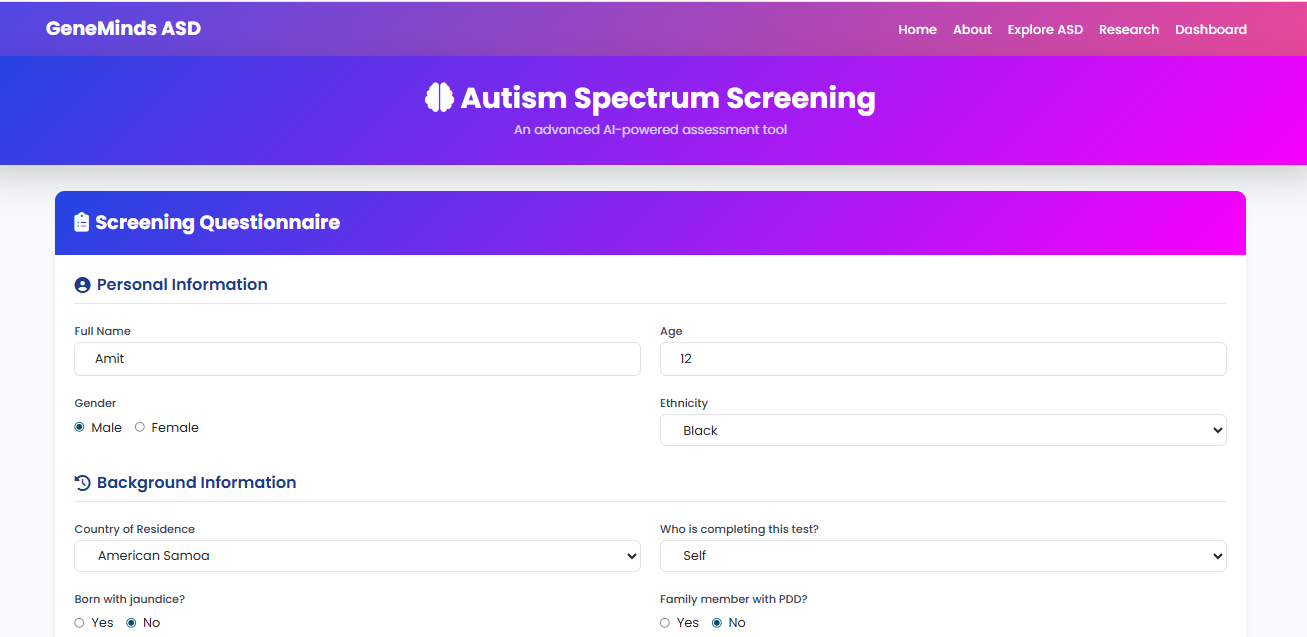 GeneMinds ASD
Home About Explore ASD Research Dashboard
Autism Spectrum Screening
An advanced AI-powered assessment tool
Screening Questionnaire
Personal Information
Full Name
Amit
Age
12
Gender
Male Female
Ethnicity
Black
Background Information
Country of Residence
American Samoa
Who is completing this test?
Self
Born with jaundice?
Yes No
Family member with PDD?
Yes No